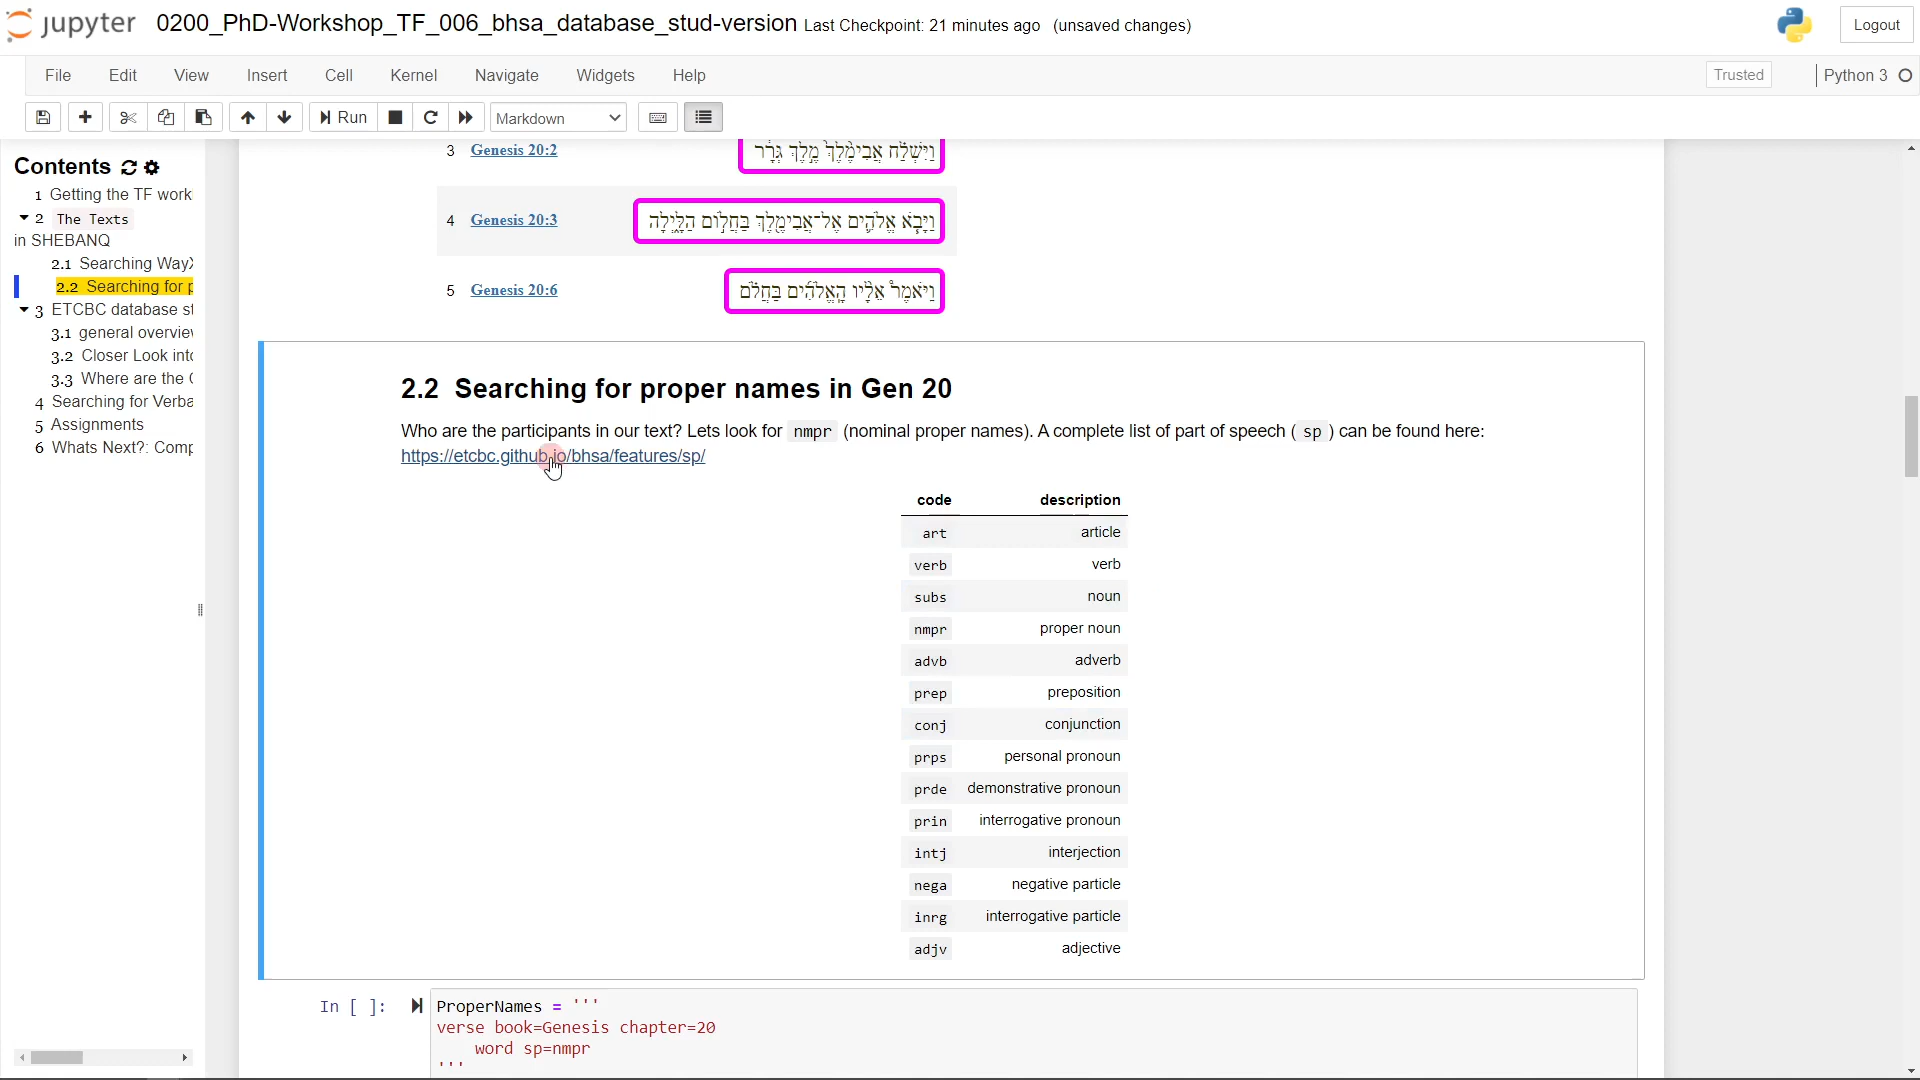 jupyter 0200_PhD-Workshop_TF_006_bhsa_database_stud-version Last Checkpoint: 21 minutes ago (unsaved changes) Logout
File Edit View Insert Cell Kernel Navigate Widgets Help Trusted Python 3
Run Markdown
Contents
1 Getting the TF work
2 The Texts
in SHEBANQ
2.1 Searching Way
2.2 Searching for p
3 ETCBC database st
3.1 general overvie
3.2 Closer Look int
3.3 Where are the
4 Searching for Verba
5 Assignments
6 Whats Next?: Comp
3 Genesis 20:2 וַיִּשְׁלַ֗ח אֲבִימֶ֙לֶךְ֙ מֶ֣לֶךְ גְּרָ֔ר
4 Genesis 20:3 וַיָּבֹ֧א אֱלֹהִ֛ים אֶל־אֲבִימֶ֖לֶךְ בַּחֲלֹ֣ום הַלָּ֑יְלָה
5 Genesis 20:6 וַיֹּאמֶר֩ אֵלָ֨יו הָֽאֱלֹהִ֜ים בַּחֲלֹ֗ם
2.2 Searching for proper names in Gen 20
Who are the participants in our text? Lets look for nmpr (nominal proper names). A complete list of part of speech ( sp ) can be found here:
https://etcbc.github.io/bhsa/features/sp/
code description
art article
verb verb
subs noun
nmpr proper noun
advb adverb
prep preposition
conj conjunction
prps personal pronoun
prde demonstrative pronoun
prin interrogative pronoun
intj interjection
nega negative particle
inrg interrogative particle
adjv adjective
In [ ]: ProperNames = '''
verse book=Genesis chapter=20
word sp=nmpr
'''